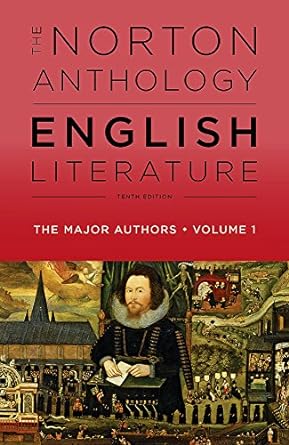 THE
NORTON
ANTHOLOGY
ENGLISH
LITERATURE
TENTH EDITION
THE MAJOR AUTHORS • VOLUME 1